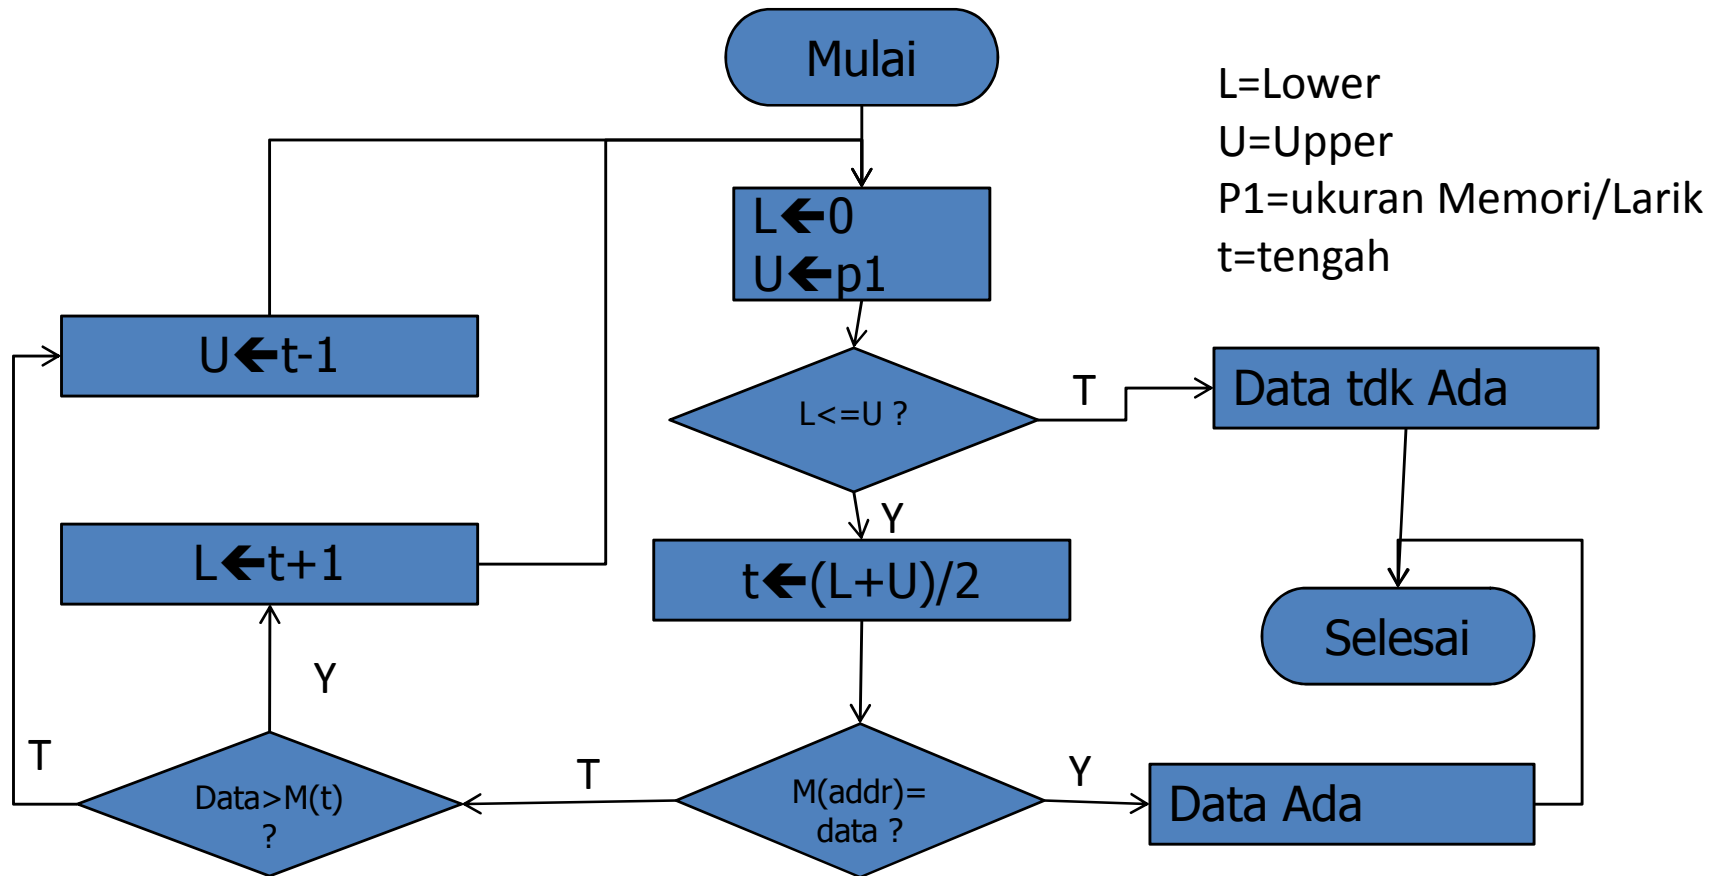 Mulai
L=Lower
U=Upper
P1=ukuran Memori/Larik
t=tengah
L🡸0
U🡸p1
U🡸t-1
L<=U ?
T
Data tdk Ada
Y
L🡸t+1
t🡸(L+U)/2
Selesai
Y
T
Data>M(t)
?
T
M(addr)=
data ?
Y
Data Ada